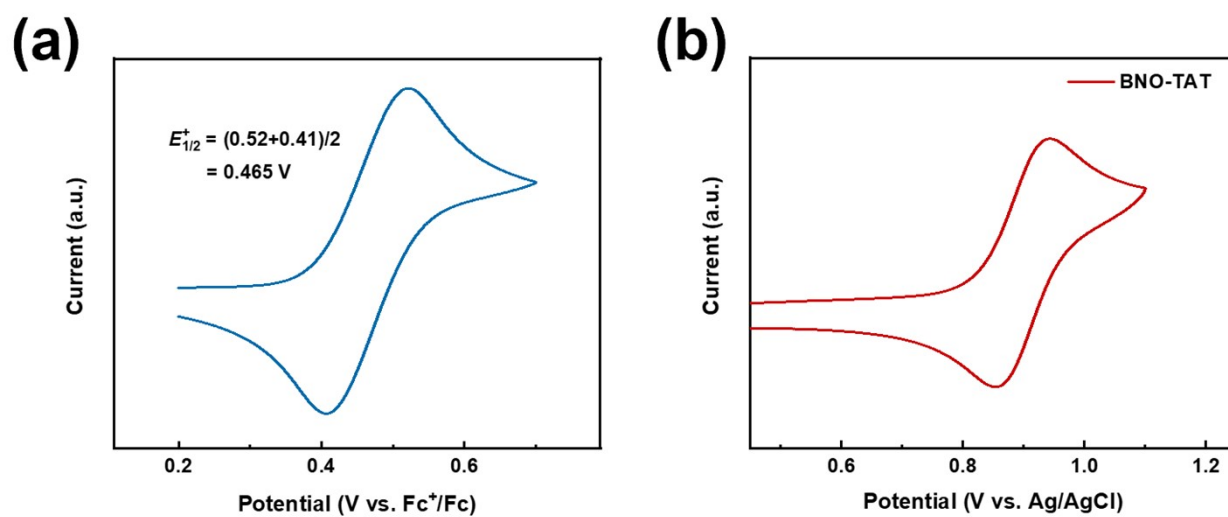 (a)
E⁺₁/₂ = (0.52+0.41)/2
= 0.465 V
Current (a.u.)
0.2
0.4
0.6
Potential (V vs. Fc⁺/Fc)
(b)
BNO-TAT
Current (a.u.)
0.6
0.8
1.0
1.2
Potential (V vs. Ag/AgCl)